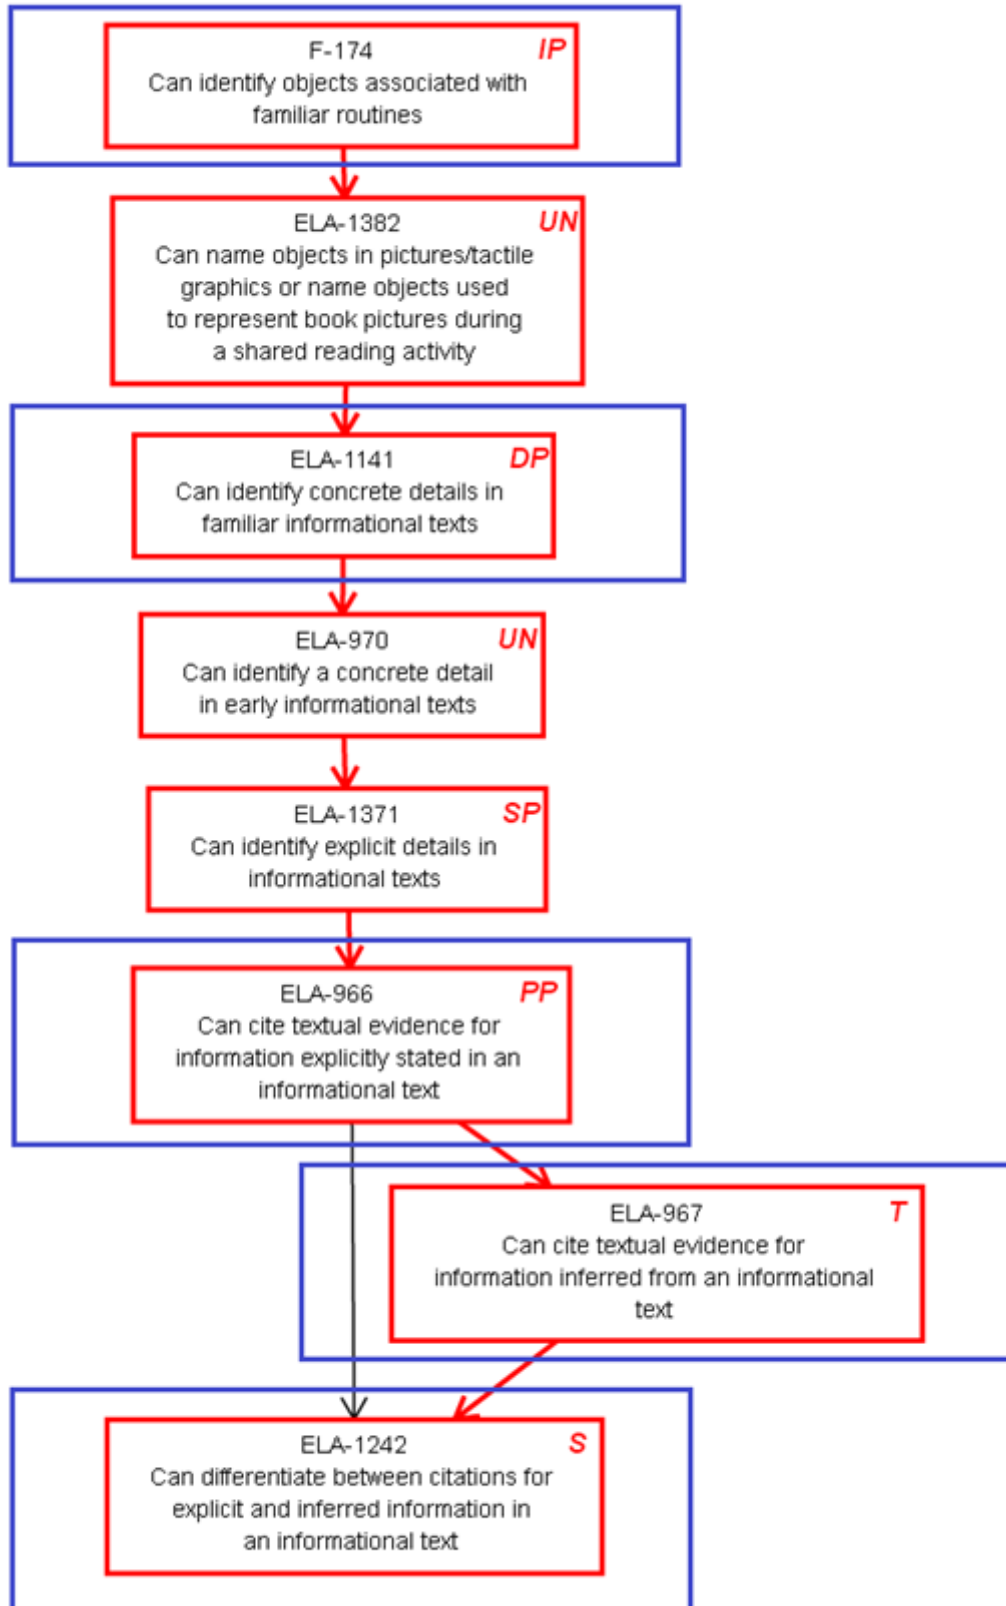 F-174 IP
Can identify objects associated with
familiar routines
ELA-1382 UN
Can name objects in pictures/tactile
graphics or name objects used
to represent book pictures during
a shared reading activity
ELA-1141 DP
Can identify concrete details in
familiar informational texts
ELA-970 UN
Can identify a concrete detail
in early informational texts
ELA-1371 SP
Can identify explicit details in
informational texts
ELA-966 PP
Can cite textual evidence for
information explicitly stated in an
informational text
ELA-967 T
Can cite textual evidence for
information inferred from an informational
text
ELA-1242 S
Can differentiate between citations for
explicit and inferred information in
an informational text